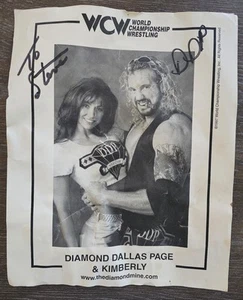 WCW WORLD
CHAMPIONSHIP
WRESTLING
To
Steve
DDP
DIAMOND DALLAS PAGE
& KIMBERLY
www.thediamondmine.com